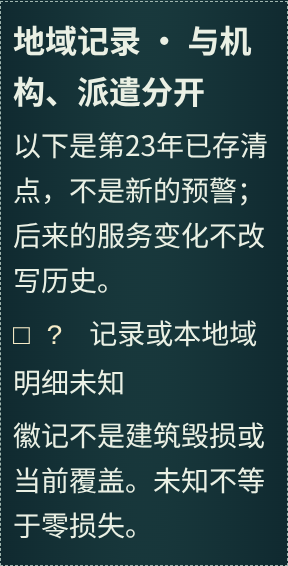 地域记录 · 与机
构、派遣分开
以下是第23年已存清
点，不是新的预警；
后来的服务变化不改
写历史。
□ ? 记录或本地域
明细未知
徽记不是建筑毁损或
当前覆盖。未知不等
于零损失。